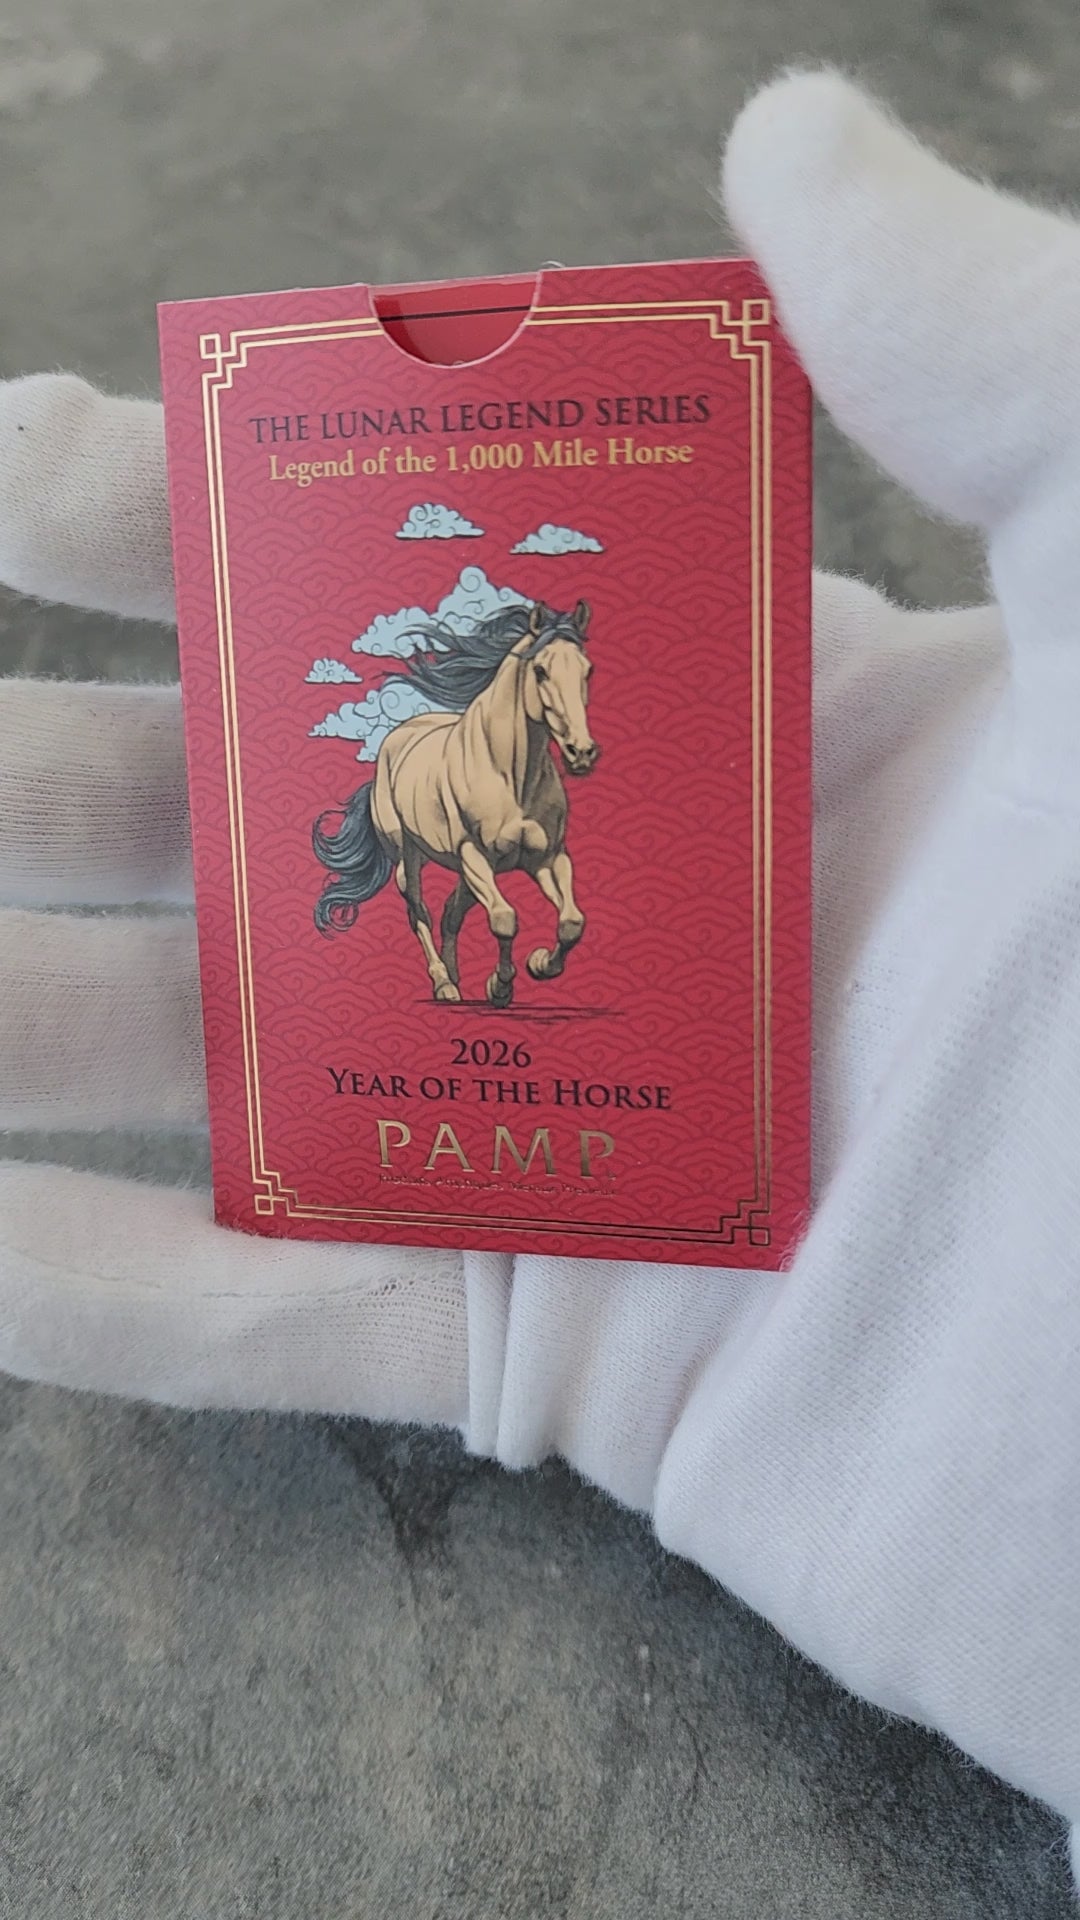 THE LUNAR LEGEND SERIES
Legend of the 1,000 Mile Horse
2026
YEAR OF THE HORSE
PAMP